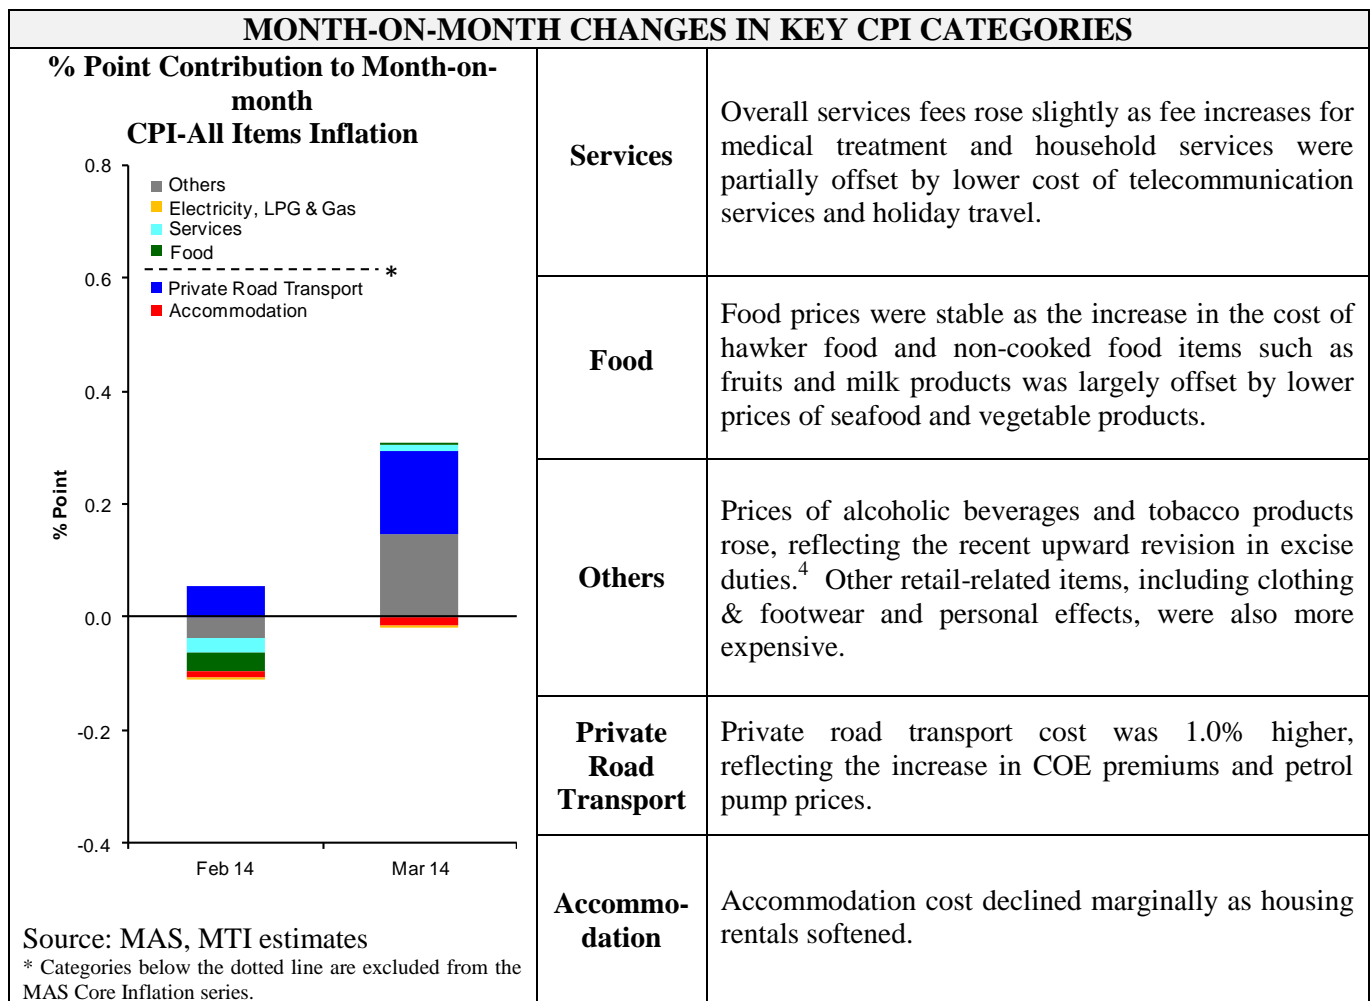 MONTH-ON-MONTH CHANGES IN KEY CPI CATEGORIES
% Point Contribution to Month-on-
month
CPI-All Items Inflation
0.8
0.6
0.4
0.2
0.0
-0.2
-0.4
% Point
Others
Electricity, LPG & Gas
Services
Food
*
Private Road Transport
Accommodation
Feb 14
Mar 14
Source: MAS, MTI estimates
* Categories below the dotted line are excluded from the
MAS Core Inflation series.
Services
Overall services fees rose slightly as fee increases for
medical treatment and household services were
partially offset by lower cost of telecommunication
services and holiday travel.
Food
Food prices were stable as the increase in the cost of
hawker food and non-cooked food items such as
fruits and milk products was largely offset by lower
prices of seafood and vegetable products.
Others
Prices of alcoholic beverages and tobacco products
rose, reflecting the recent upward revision in excise
duties.4 Other retail-related items, including clothing
& footwear and personal effects, were also more
expensive.
Private
Road
Transport
Private road transport cost was 1.0% higher,
reflecting the increase in COE premiums and petrol
pump prices.
Accommo-
dation
Accommodation cost declined marginally as housing
rentals softened.